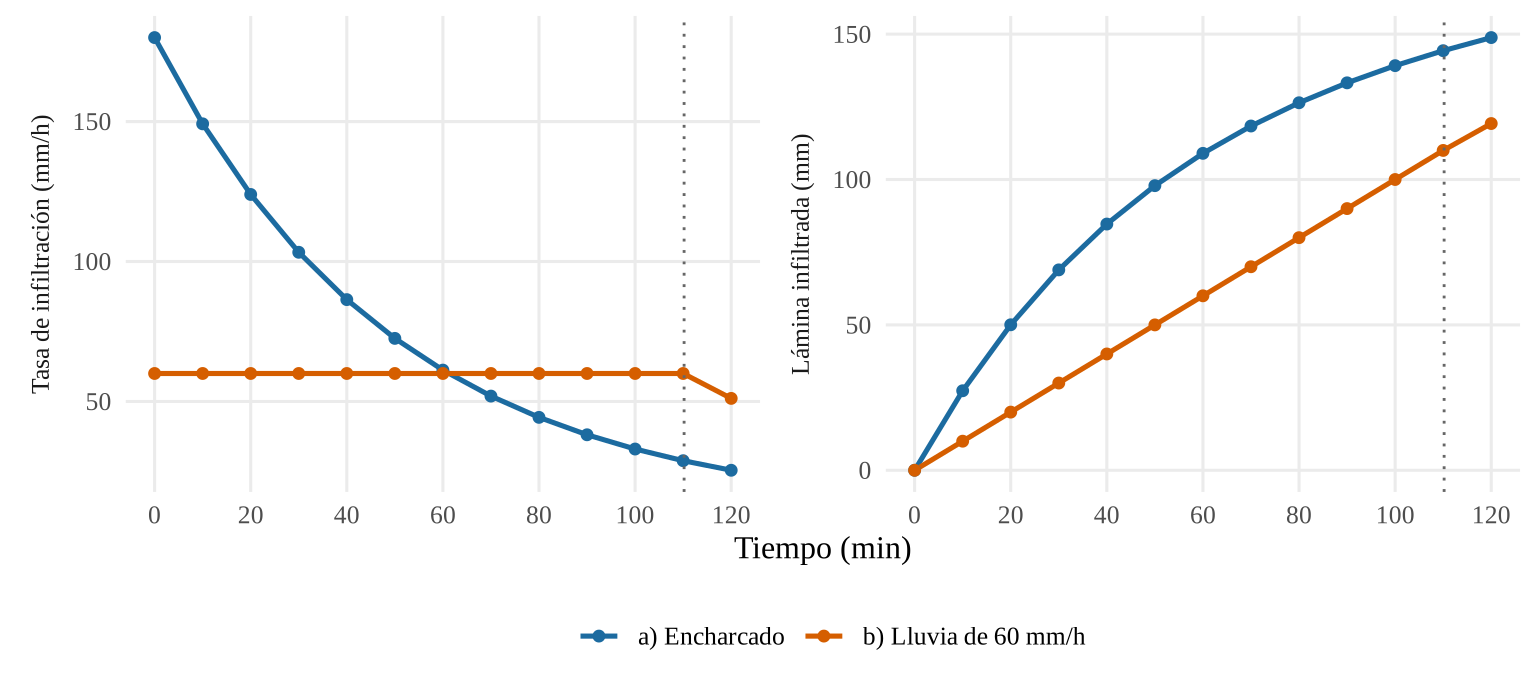 Tasa de infiltración (mm/h)
150
100
50
0 20 40 60 80 100 120
Lámina infiltrada (mm)
150
100
50
0
0 20 40 60 80 100 120
Tiempo (min)
a) Encharcado b) Lluvia de 60 mm/h